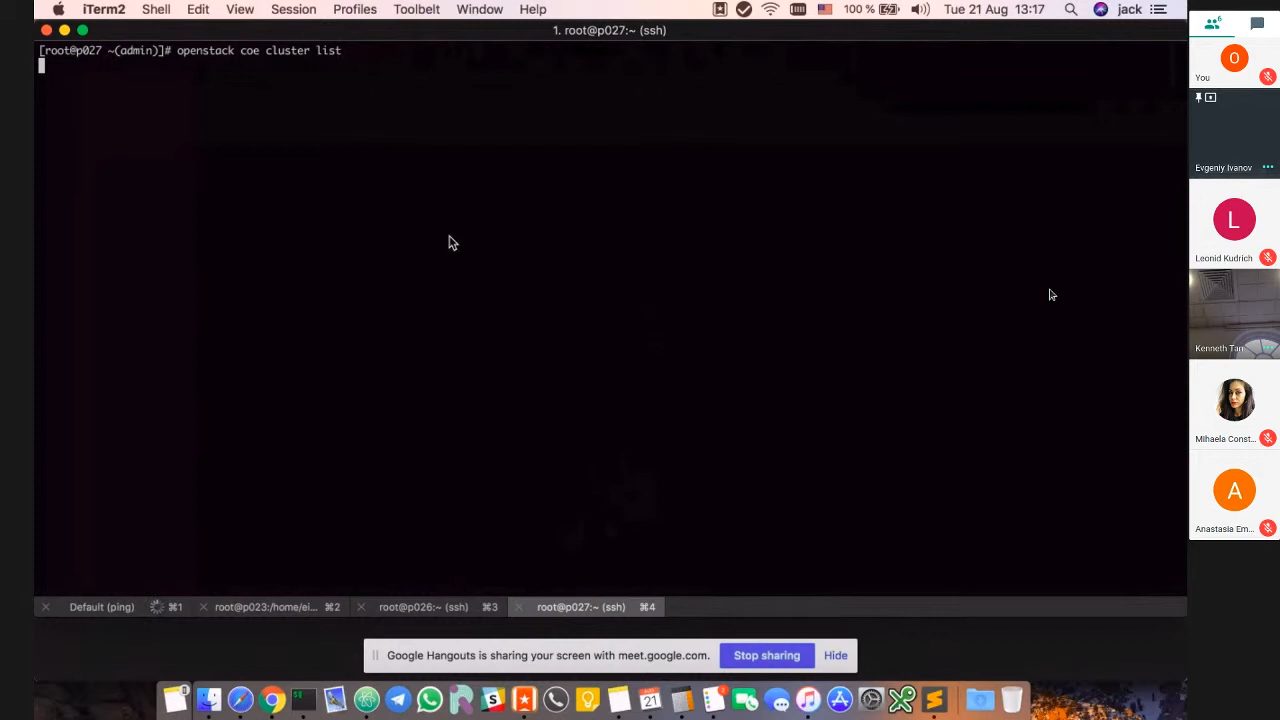 iTerm2 Shell Edit View Session Profiles Toolbelt Window Help 100 % Tue 21 Aug 13:17 jack
1. root@p027:~ (ssh)
[root@p027 ~(admin)]# openstack coe cluster list
6
O
You
Evgeniy Ivanov
L
Leonid Kudrich
Kenneth Tan
Mihaela Const...
A
Anastasia Em...
Default (ping) ⌘1 root@p023:/home/ei... ⌘2 root@p026:~ (ssh) ⌘3 root@p027:~ (ssh) ⌘4
Google Hangouts is sharing your screen with meet.google.com. Stop sharing Hide
21